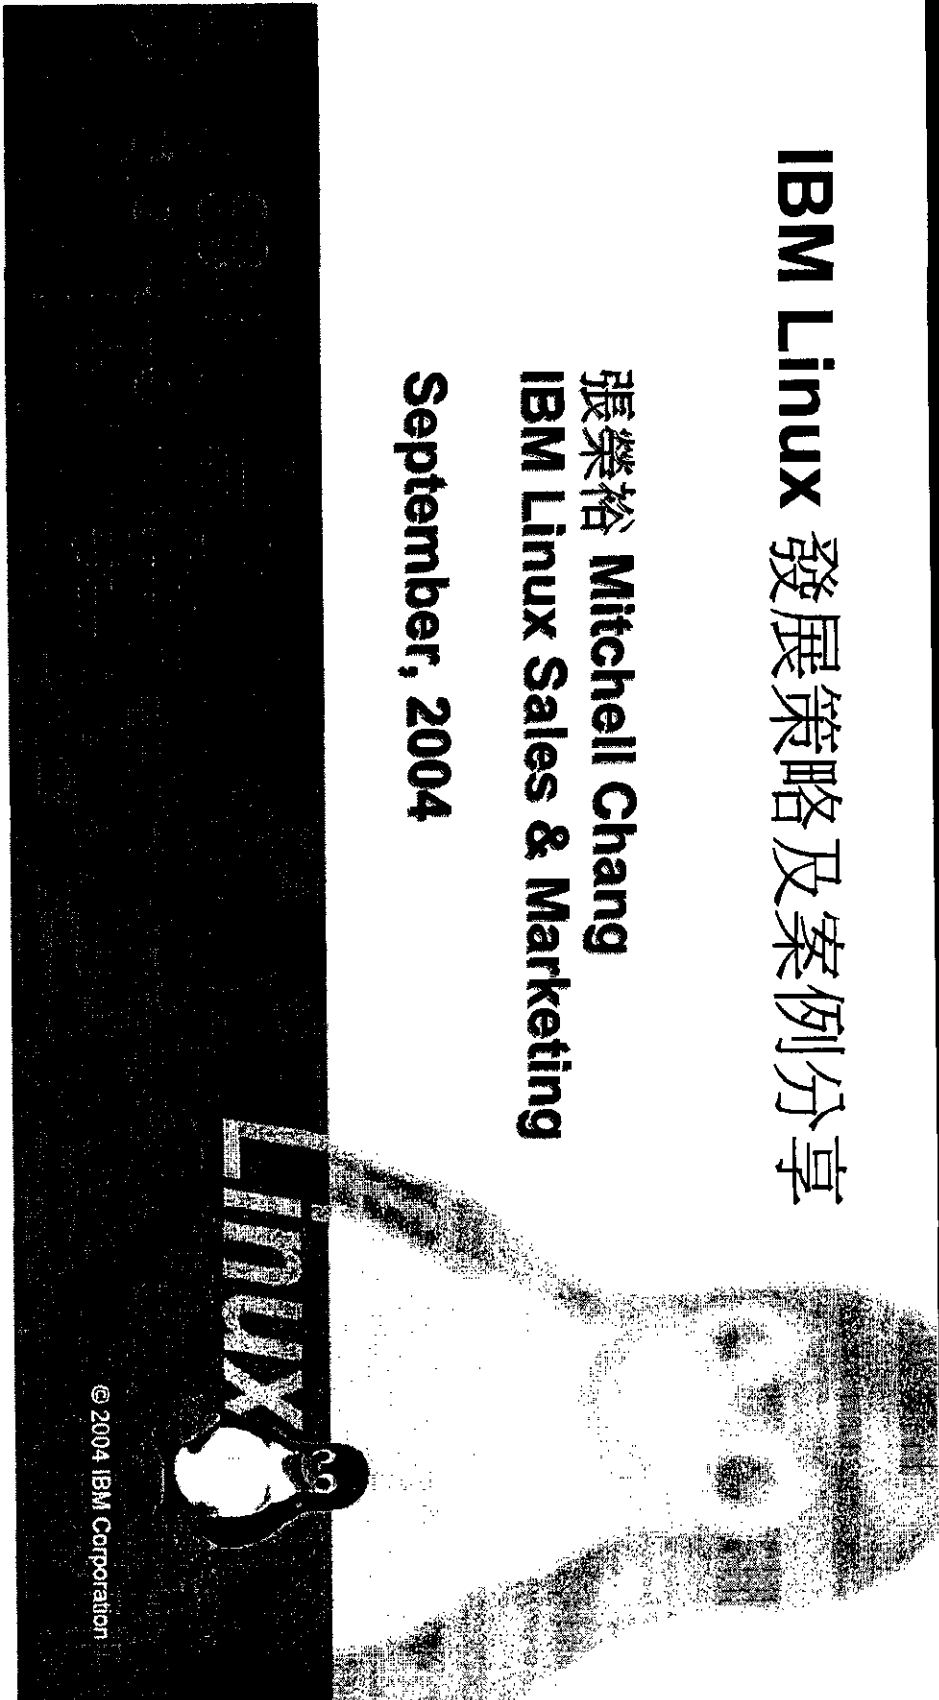 IBM Linux 發展策略及案例分享
張榮裕 Mitchell Chang
IBM Linux Sales & Marketing
September, 2004
Linux
© 2004 IBM Corporation